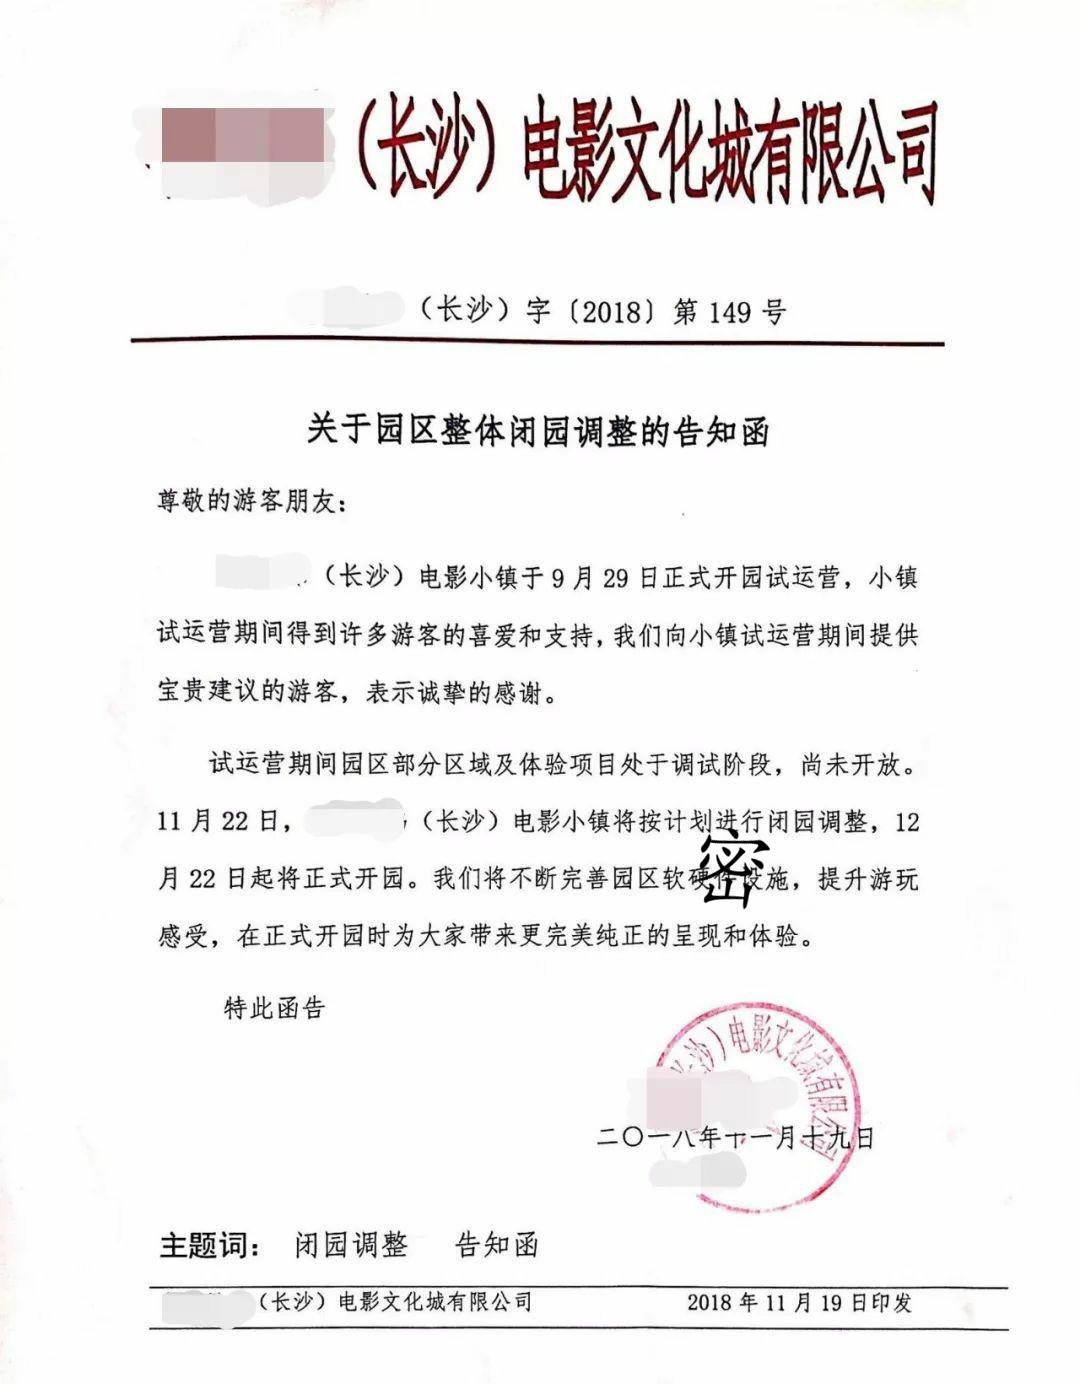 （长沙）电影文化城有限公司
（长沙）字〔2018〕第 149 号
关于园区整体闭园调整的告知函
尊敬的游客朋友：
（长沙）电影小镇于 9 月 29 日正式开园试运营，小镇
试运营期间得到许多游客的喜爱和支持，我们向小镇试运营期间提供
宝贵建议的游客，表示诚挚的感谢。
试运营期间园区部分区域及体验项目处于调试阶段，尚未开放。
11 月 22 日，（长沙）电影小镇将按计划进行闭园调整，12
月 22 日起将正式开园。我们将不断完善园区软硬件设施，提升游玩
密
感受，在正式开园时为大家带来更完美纯正的呈现和体验。
特此函告
长沙）电影文化城有限公司
二〇一八年十一月十九日
主题词： 闭园调整 告知函
（长沙）电影文化城有限公司 2018 年 11 月 19 日印发